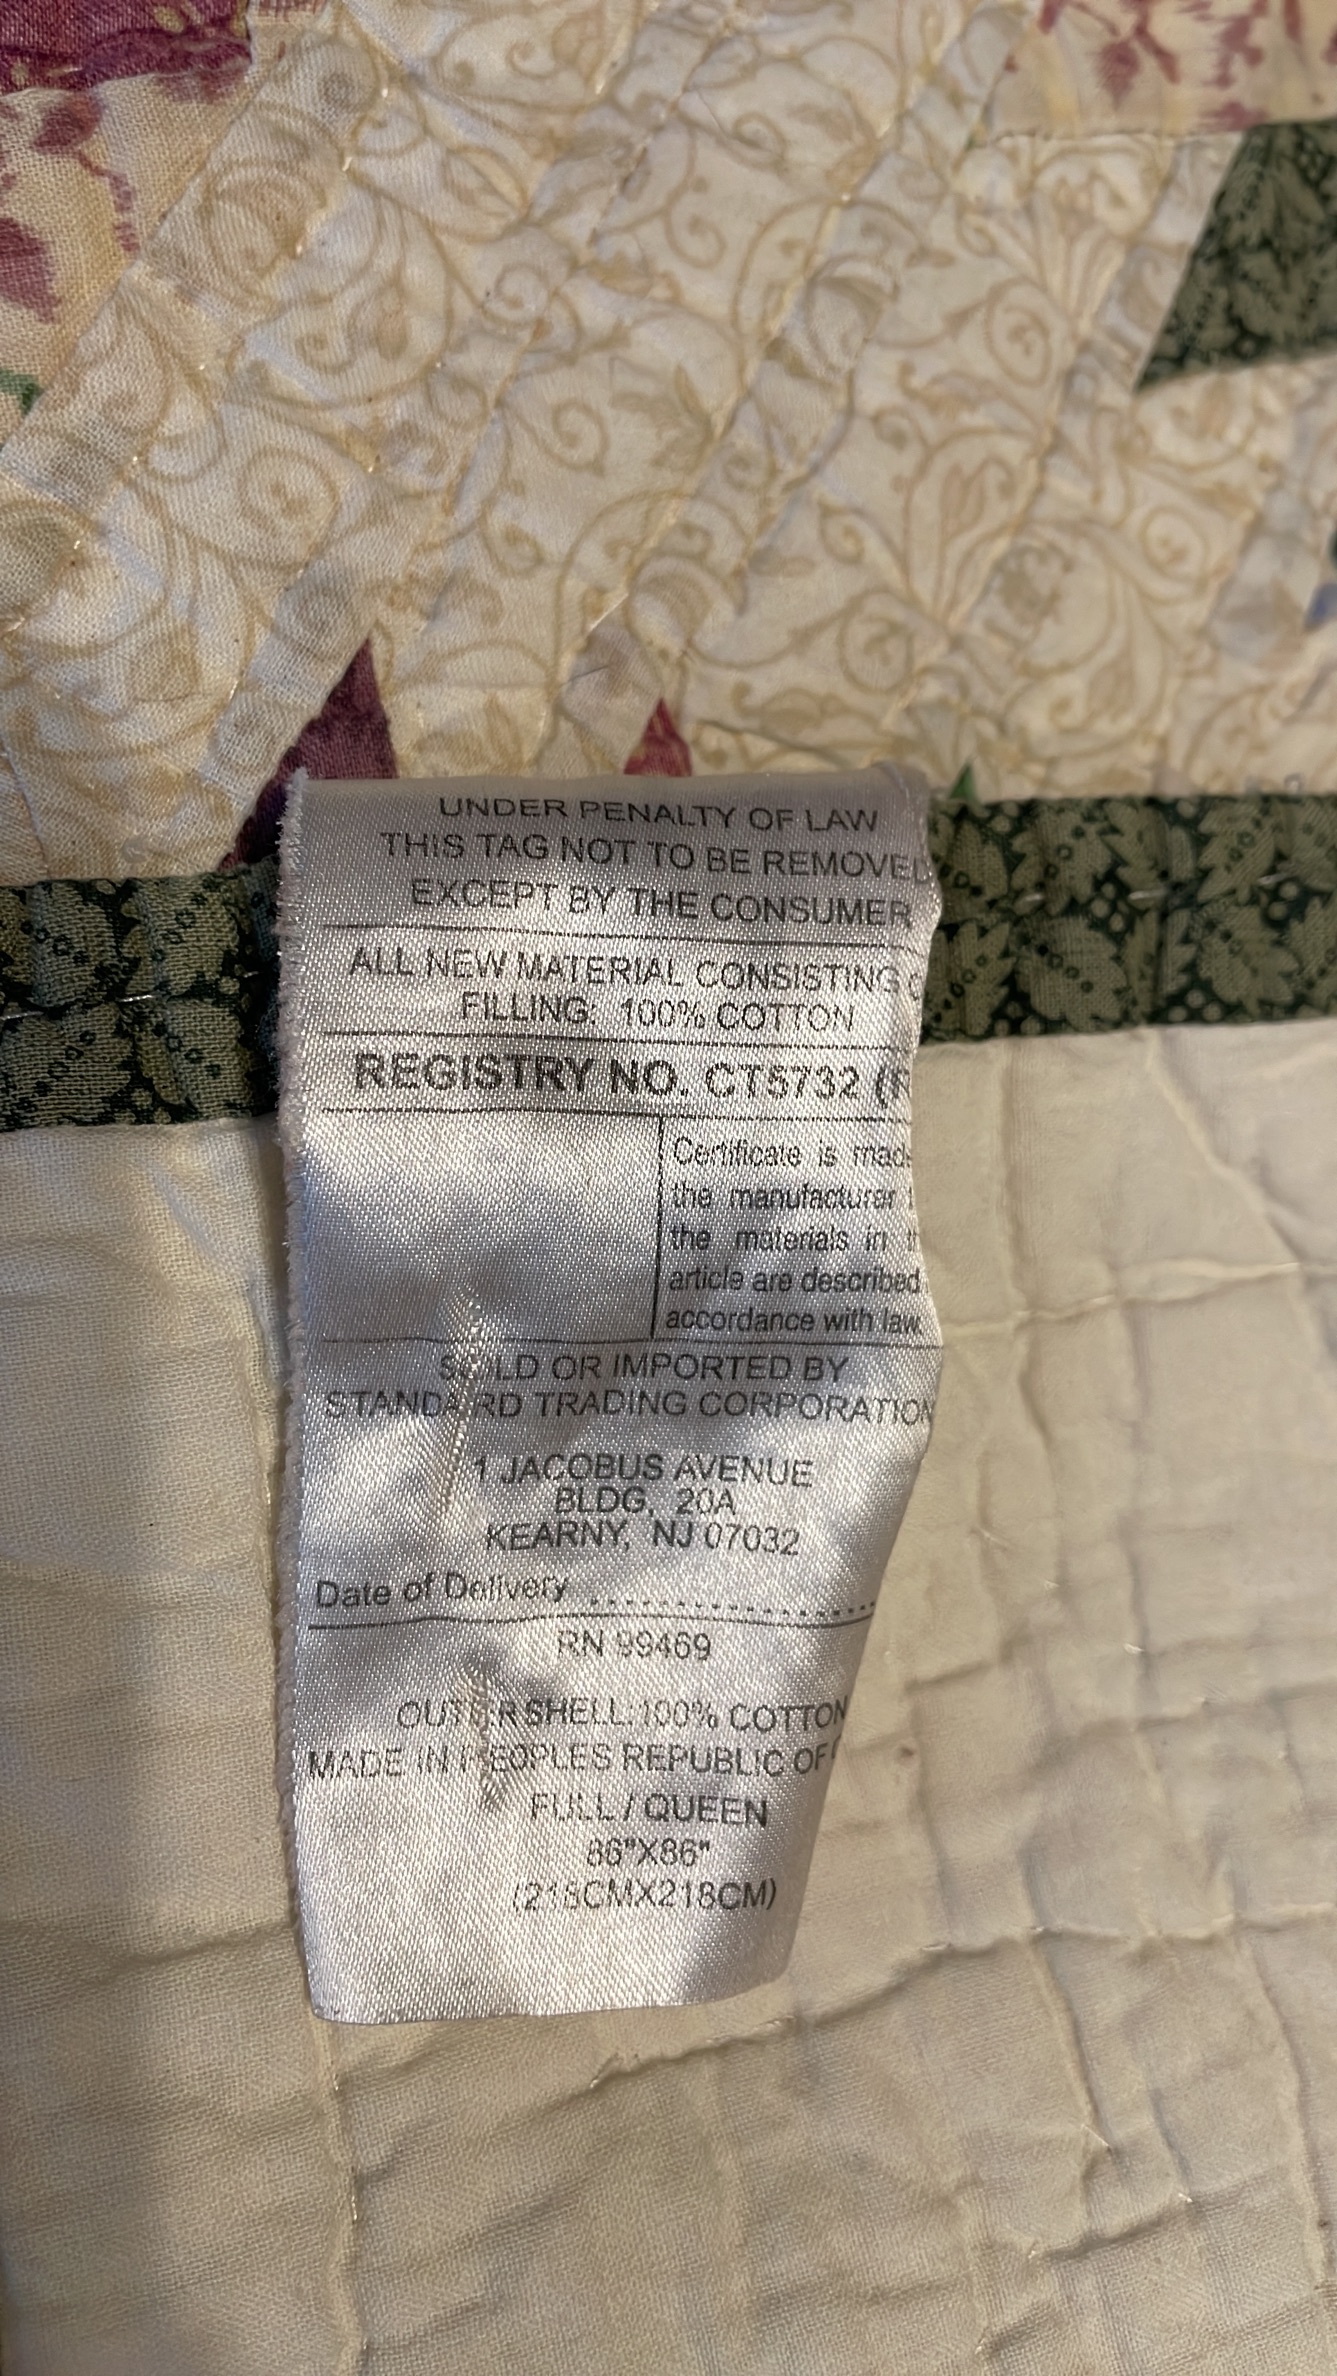 UNDER PENALTY OF LAW
THIS TAG NOT TO BE REMOVED
EXCEPT BY THE CONSUMER
ALL NEW MATERIAL CONSISTING
FILLING: 100% COTTON
REGISTRY NO. CT5732
Certificate is made
the manufacturer
the materials in
article are described
accordance with law.
SOLD OR IMPORTED BY
STANDARD TRADING CORPORATION
1 JACOBUS AVENUE
BLDG, 20A
KEARNY, NJ 07032
Date of Delivery ........................
RN 99469
OUTER SHELL: 100% COTTON
MADE IN PEOPLES REPUBLIC OF
FULL / QUEEN
86"X86"
(218CMX218CM)